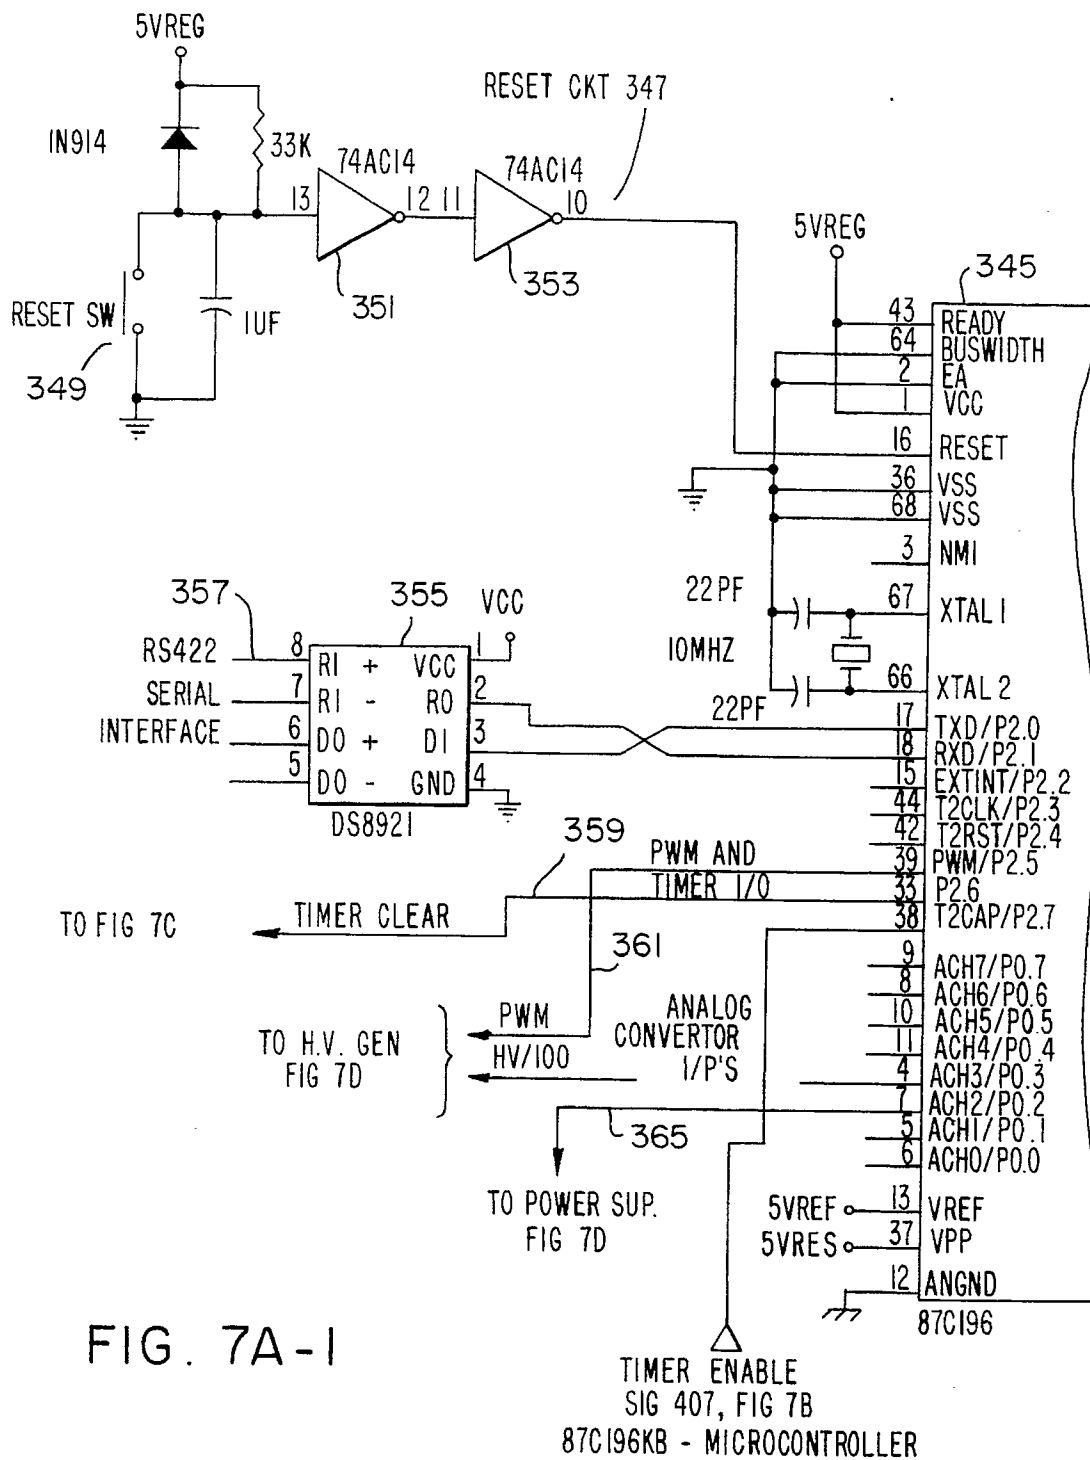 5VREG
RESET CKT 347
IN914
33K
74AC14
74AC14
13
12
11
10
351
353
RESET SW
1UF
349
5VREG
345
43 READY
64 BUSWIDTH
2 EA
1 VCC
16 RESET
36 VSS
68 VSS
3 NMI
22PF
67 XTAL 1
10MHZ
66 XTAL 2
22PF
357
355
VCC
RS422 8 RI + VCC 1
SERIAL 7 RI - RO 2
INTERFACE 6 DO + DI 3
5 DO - GND 4
DS8921
17 TXD/P2.0
18 RXD/P2.1
15 EXTINT/P2.2
44 T2CLK/P2.3
42 T2RST/P2.4
39 PWM/P2.5
33 P2.6
38 T2CAP/P2.7
359
PWM AND
TIMER I/O
TO FIG 7C
TIMER CLEAR
361
9 ACH7/P0.7
8 ACH6/P0.6
10 ACH5/P0.5
11 ACH4/P0.4
4 ACH3/P0.3
7 ACH2/P0.2
5 ACH1/P0.1
6 ACH0/P0.0
PWM
ANALOG
CONVERTOR
I/P'S
TO H.V. GEN
FIG 7D
HV/100
365
TO POWER SUP.
FIG 7D
5VREF 13 VREF
5VRES 37 VPP
12 ANGND
87C196
FIG. 7A-1
TIMER ENABLE
SIG 407, FIG 7B
87C196KB - MICROCONTROLLER